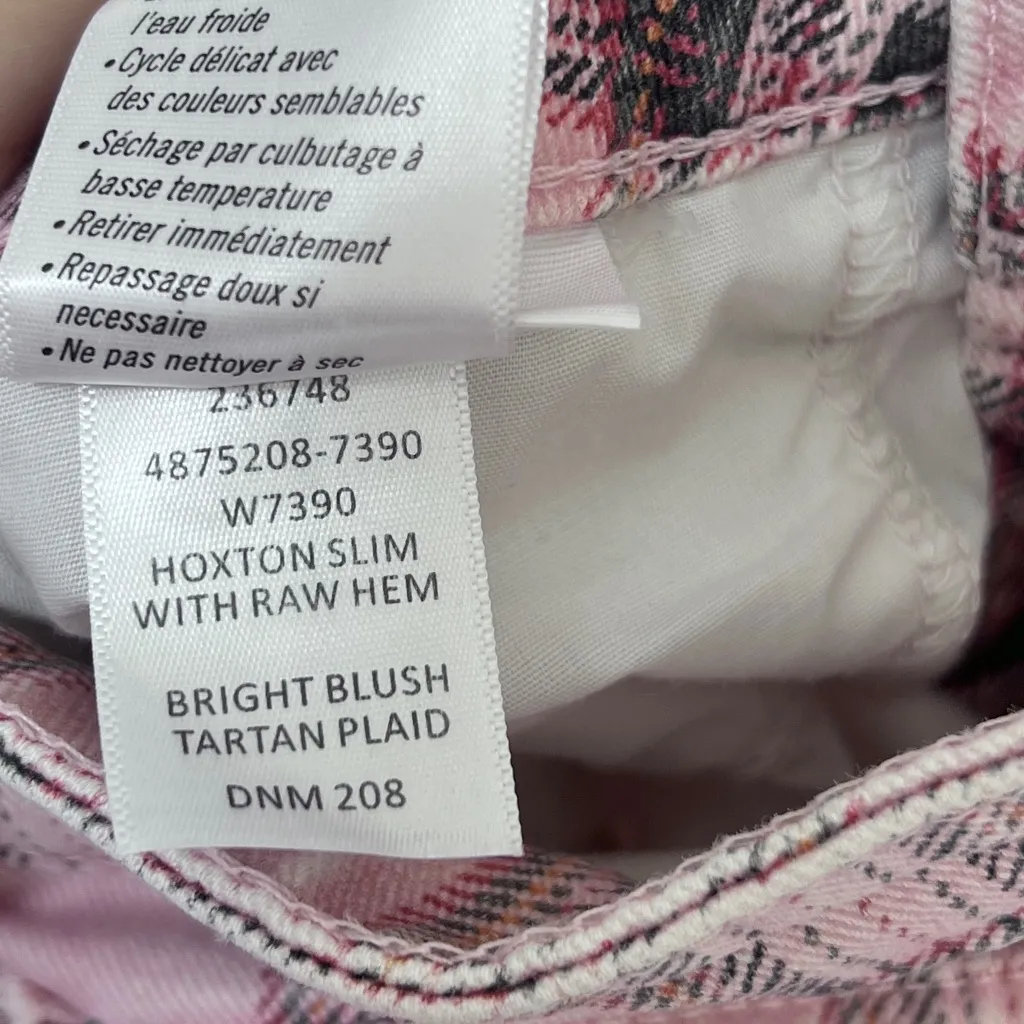 l'eau froide
• Cycle délicat avec
des couleurs semblables
• Séchage par culbutage à
basse temperature
• Retirer immédiatement
• Repassage doux si
necessaire
• Ne pas nettoyer à sec
236748
4875208-7390
W7390
HOXTON SLIM
WITH RAW HEM
BRIGHT BLUSH
TARTAN PLAID
DNM 208